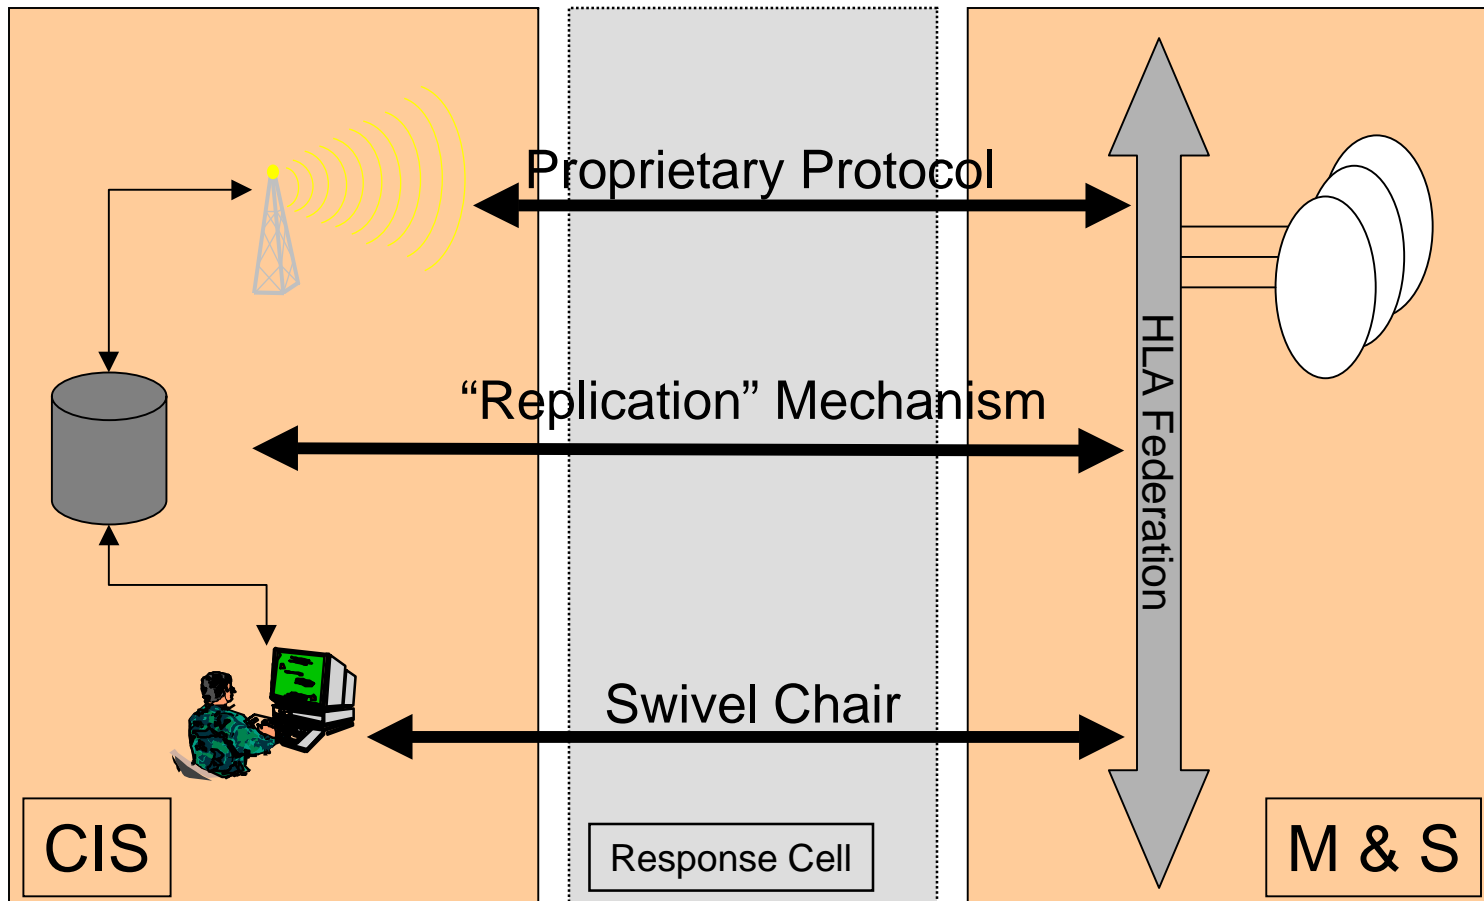 Proprietary Protocol
“Replication” Mechanism
HLA Federation
Swivel Chair
CIS
Response Cell
M & S